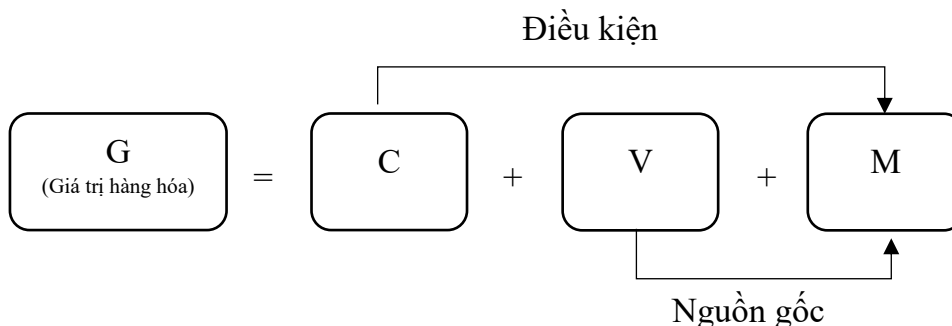 Điều kiện
G
(Giá trị hàng hóa)
=
C
+
V
+
M
Nguồn gốc